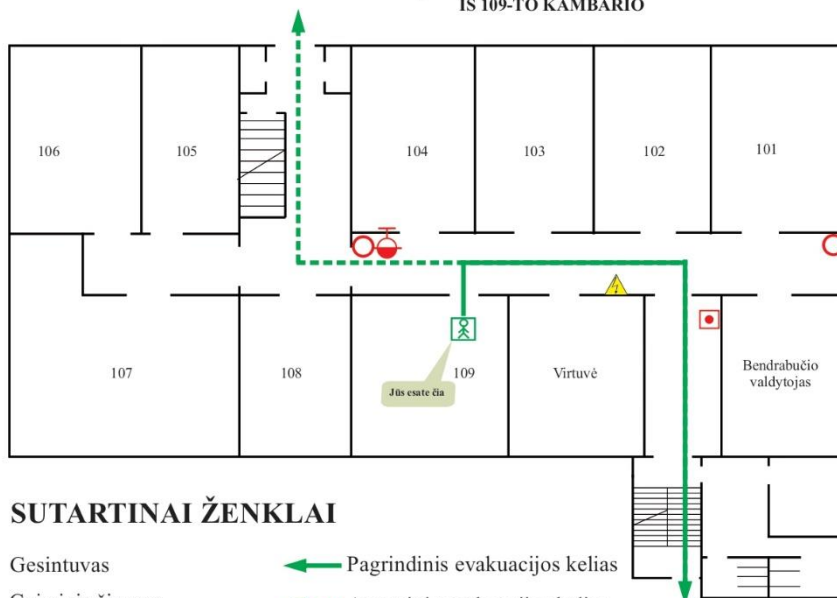 IŠ 109-TO KAMBARIO
106
105
104
103
102
101
107
108
109
Jūs esate čia
Virtuvė
Bendrabučio
valdytojas
SUTARTINAI ŽENKLAI
Gesintuvas
Pagrindinis evakuacijos kelias